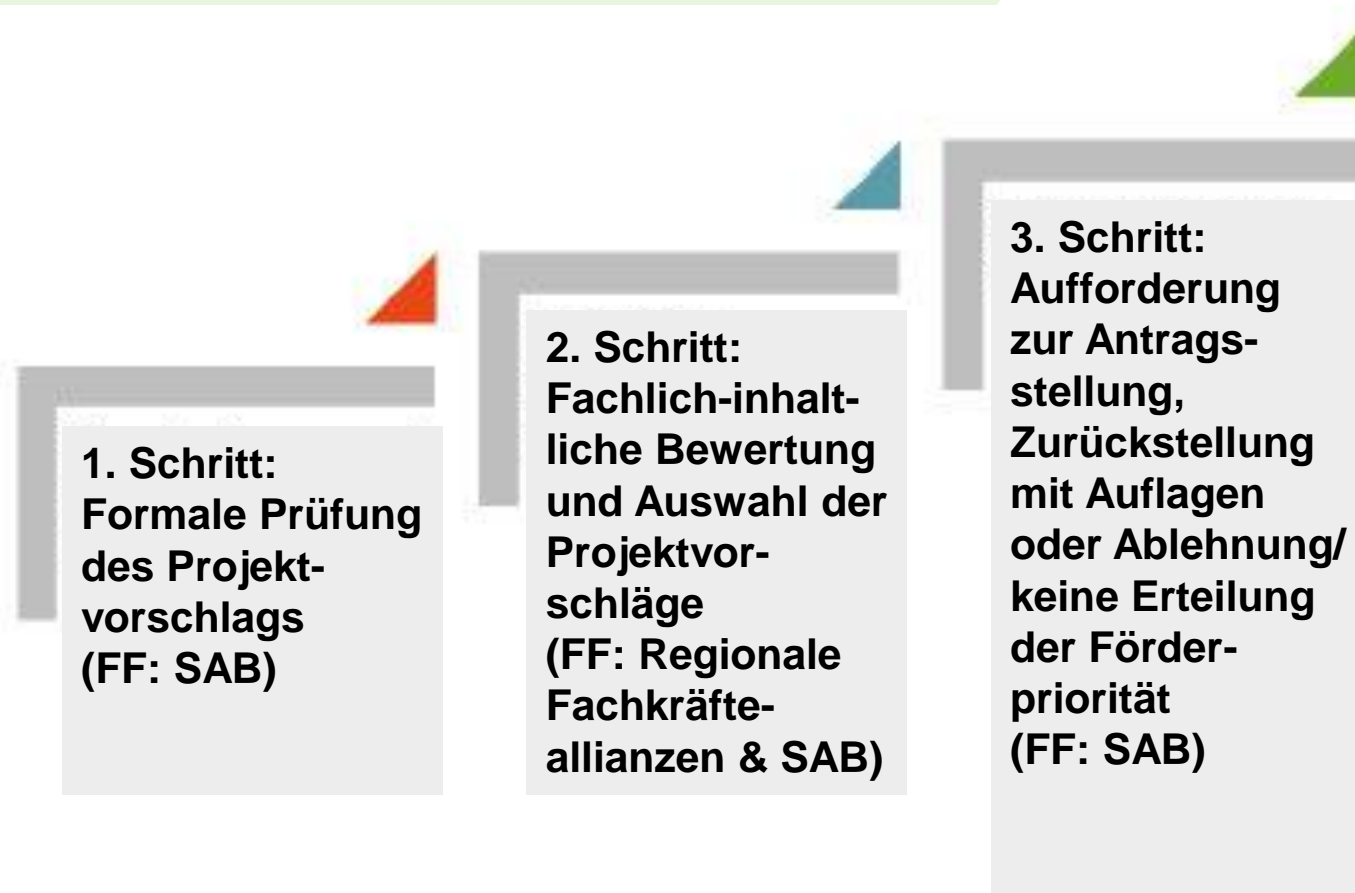 1. Schritt:
Formale Prüfung
des Projekt-
vorschlags
(FF: SAB)
2. Schritt:
Fachlich-inhalt-
liche Bewertung
und Auswahl der
Projektvor-
schläge
(FF: Regionale
Fachkräfte-
allianzen & SAB)
3. Schritt:
Aufforderung
zur Antrags-
stellung,
Zurückstellung
mit Auflagen
oder Ablehnung/
keine Erteilung
der Förder-
priorität
(FF: SAB)